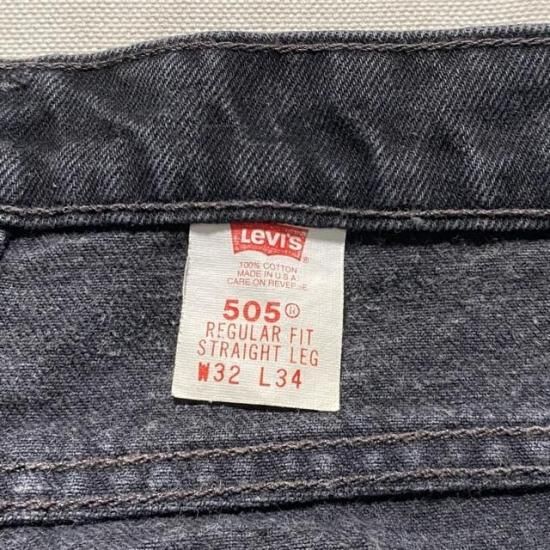 Levi's ®
100% COTTON
MADE IN U.S.A.
CARE ON REVERSE
505®
REGULAR FIT
STRAIGHT LEG
W32 L34